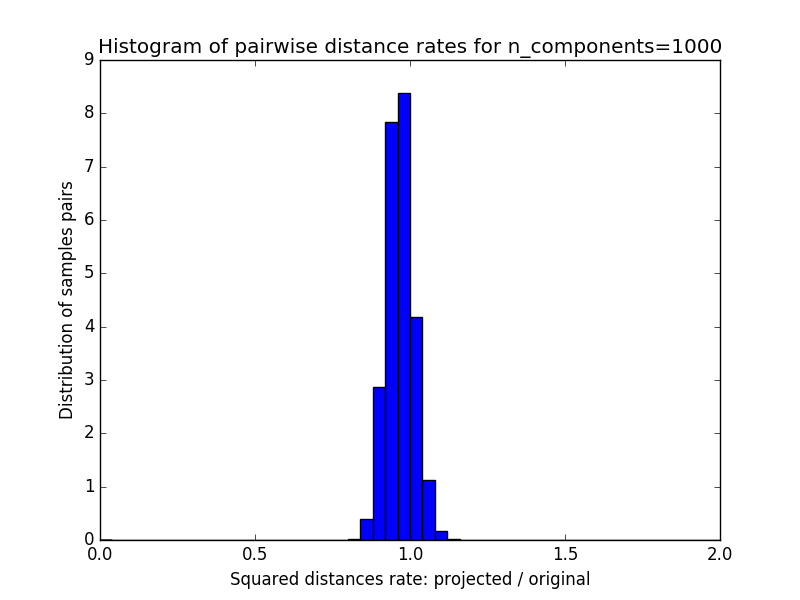 Histogram of pairwise distance rates for n_components=1000
9
8
7
6
5
4
3
2
1
0
Distribution of samples pairs
0.0 0.5 1.0 1.5 2.0
Squared distances rate: projected / original